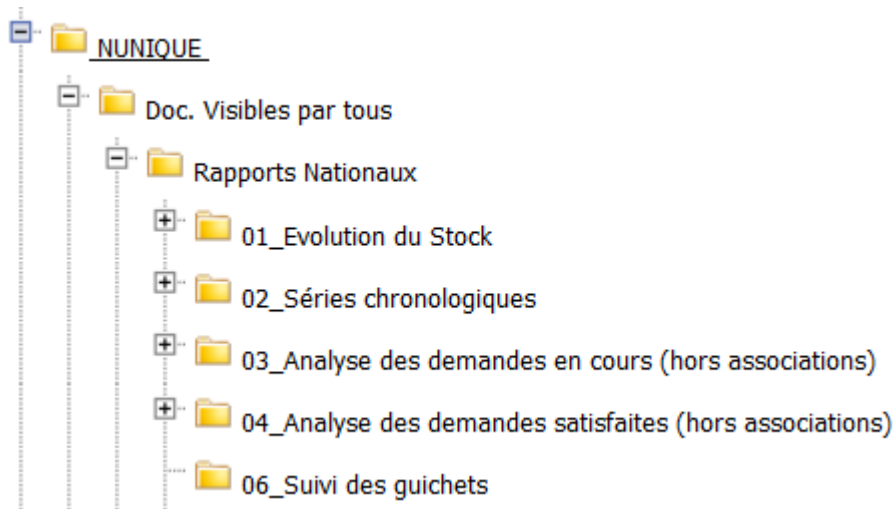 NUNIQUE
Doc. Visibles par tous
Rapports Nationaux
01_Evolution du Stock
02_Séries chronologiques
03_Analyse des demandes en cours (hors associations)
04_Analyse des demandes satisfaites (hors associations)
06_Suivi des guichets